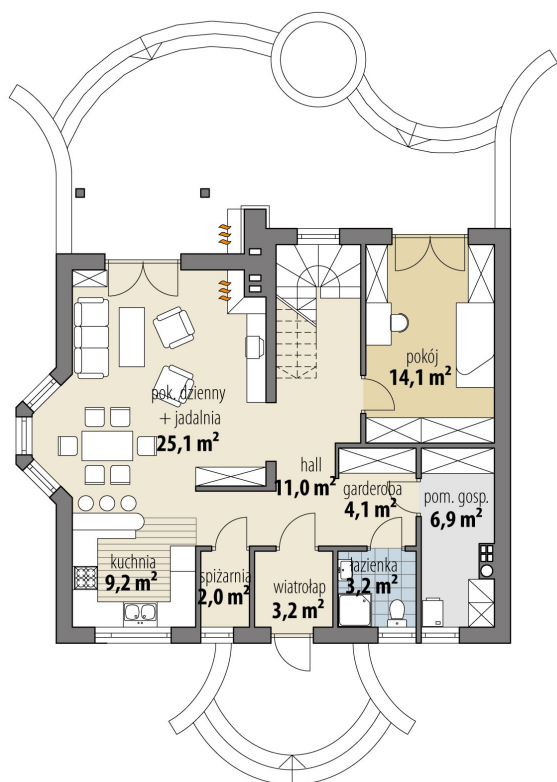 pokój
14,1 m²
pok. dzienny
+ jadalnia
25,1 m²
hall
11,0 m²
garderoba
4,1 m²
pom. gosp.
6,9 m²
kuchnia
9,2 m²
spiżarnia
2,0 m²
wiatrołap
3,2 m²
łazienka
3,2 m²